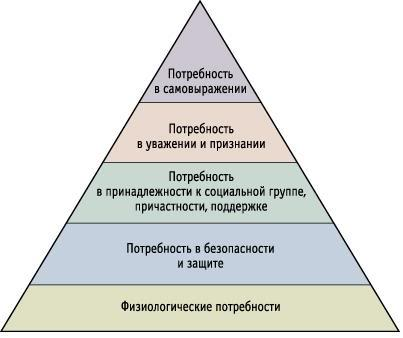 Потребность
в самовыражении
Потребность
в уважении и признании
Потребность
в принадлежности к социальной группе,
причастности, поддержке
Потребность в безопасности
и защите
Физиологические потребности